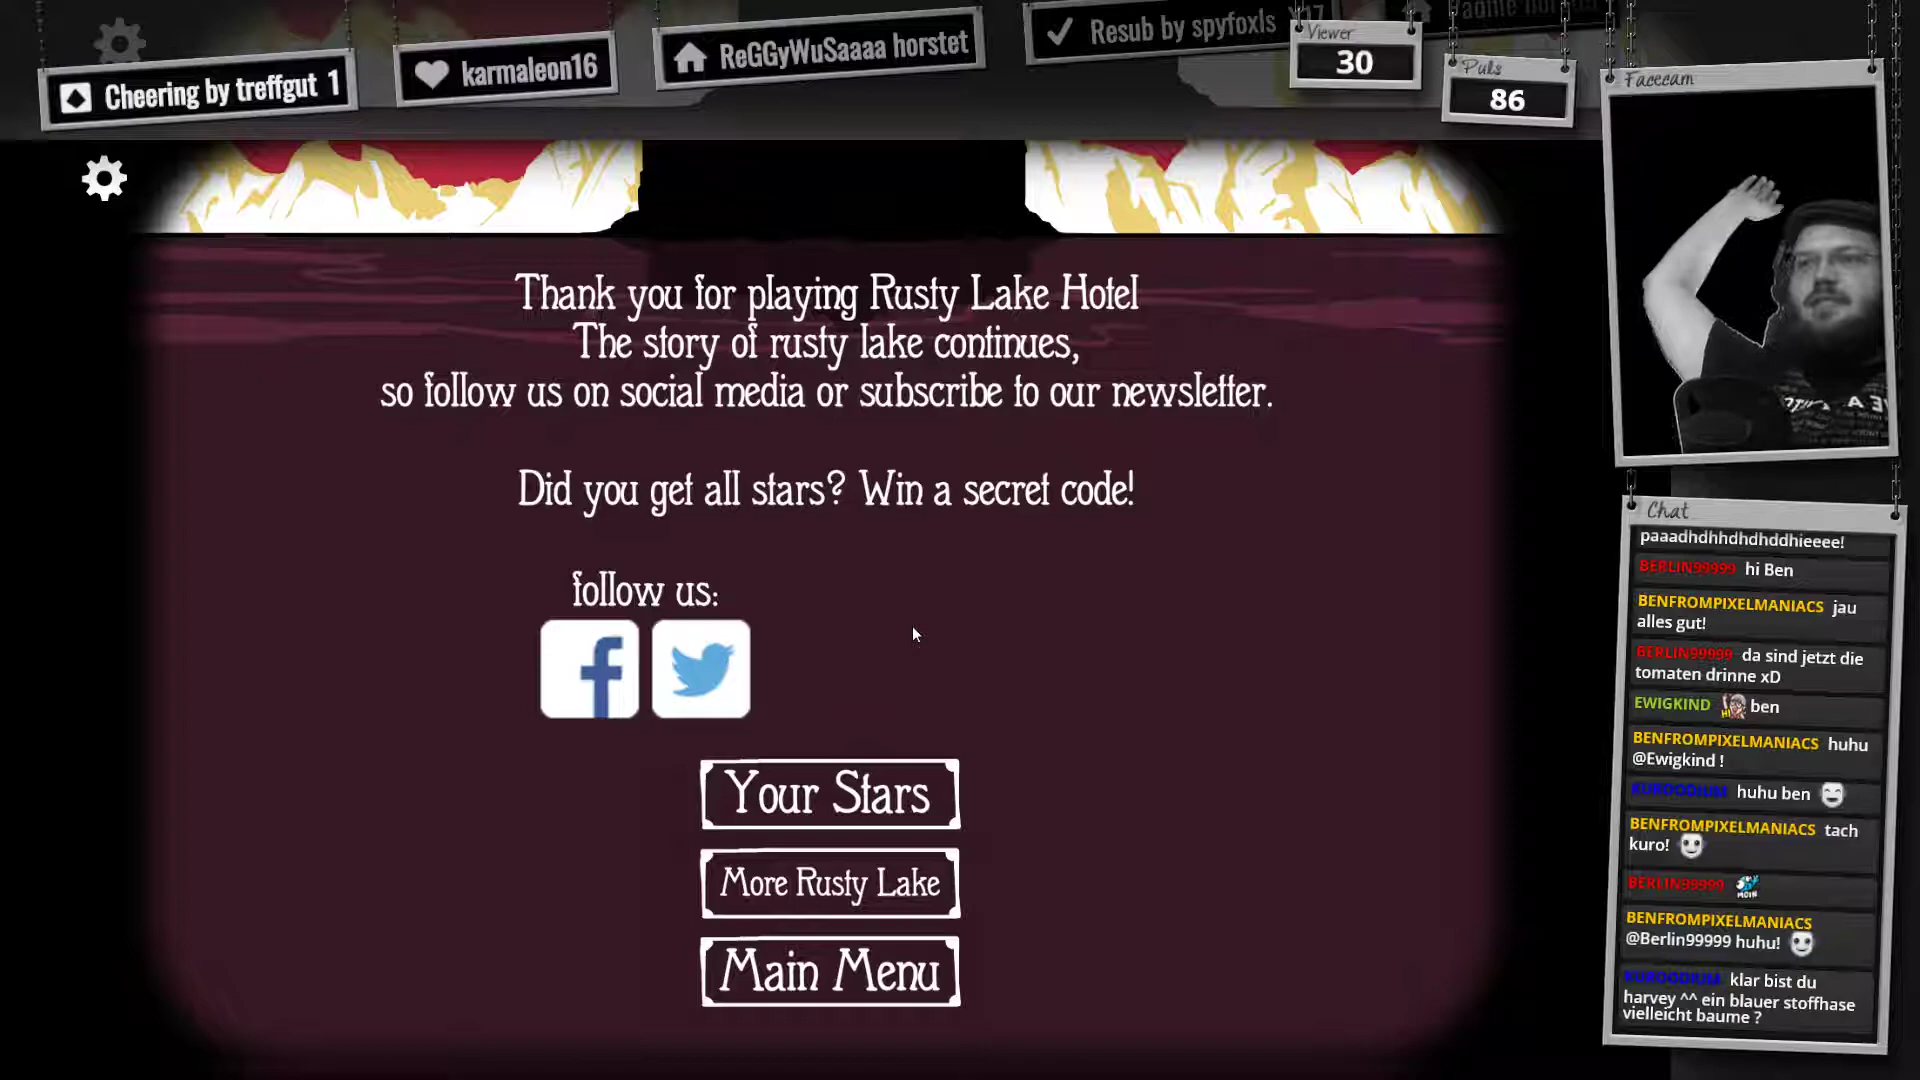 Cheering by treffgut 1
karmaleon16
ReGGyWuSaaaa horstet
Resub by spyfoxls
Viewer
30
Puls
86
Facecam
Thank you for playing Rusty Lake Hotel
The story of rusty lake continues,
so follow us on social media or subscribe to our newsletter.
Did you get all stars? Win a secret code!
follow us:
Your Stars
More Rusty Lake
Main Menu
Chat
paaadhdhhdhdhddhieeee!
BERLIN99999 hi Ben
BENFROMPIXELMANIACS jau
alles gut!
BERLIN99999 da sind jetzt die
tomaten drinne xD
EWIGKIND ben
BENFROMPIXELMANIACS huhu
@Ewigkind !
huhu ben
BENFROMPIXELMANIACS tach
kuro!
BERLIN99999
BENFROMPIXELMANIACS
@Berlin99999 huhu!
klar bist du
harvey ^^ ein blauer stoffhase
vielleicht baume ?